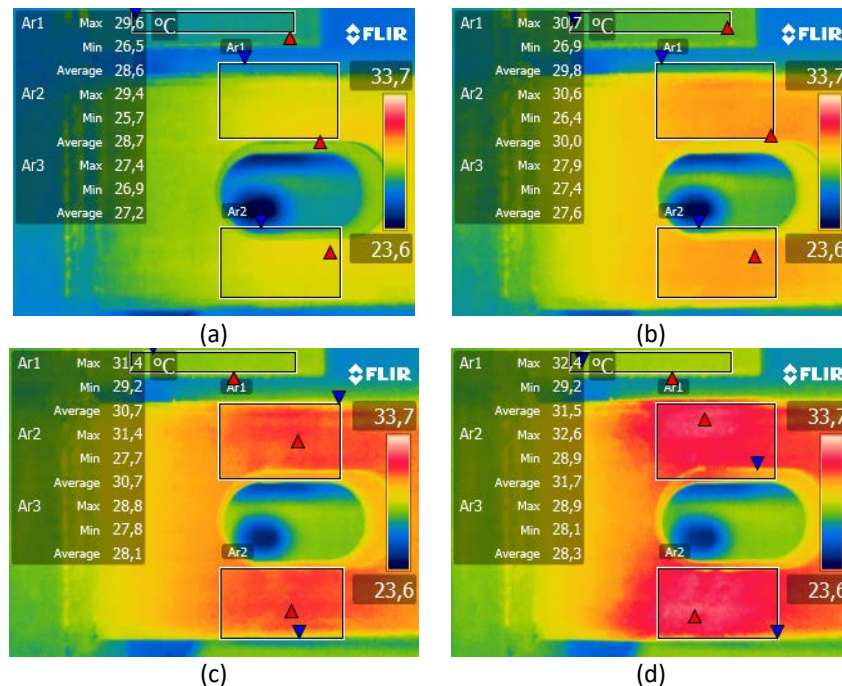 Ar1 Max 29,6 °C
Min 26,5
Average 28,6
Ar2 Max 29,4
Min 25,7
Average 28,7
Ar3 Max 27,4
Min 26,9
Average 27,2
Ar1
Ar2
FLIR
33,7
23,6
(a)
Ar1 Max 30,7 °C
Min 26,9
Average 29,8
Ar2 Max 30,6
Min 26,4
Average 30,0
Ar3 Max 27,9
Min 27,4
Average 27,6
Ar1
Ar2
FLIR
33,7
23,6
(b)
Ar1 Max 31,4 °C
Min 29,2
Average 30,7
Ar2 Max 31,4
Min 27,7
Average 30,7
Ar3 Max 28,8
Min 27,8
Average 28,1
Ar1
Ar2
FLIR
33,7
23,6
(c)
Ar1 Max 32,4 °C
Min 29,2
Average 31,5
Ar2 Max 32,6
Min 28,9
Average 31,7
Ar3 Max 28,9
Min 28,1
Average 28,3
Ar1
Ar2
FLIR
33,7
23,6
(d)